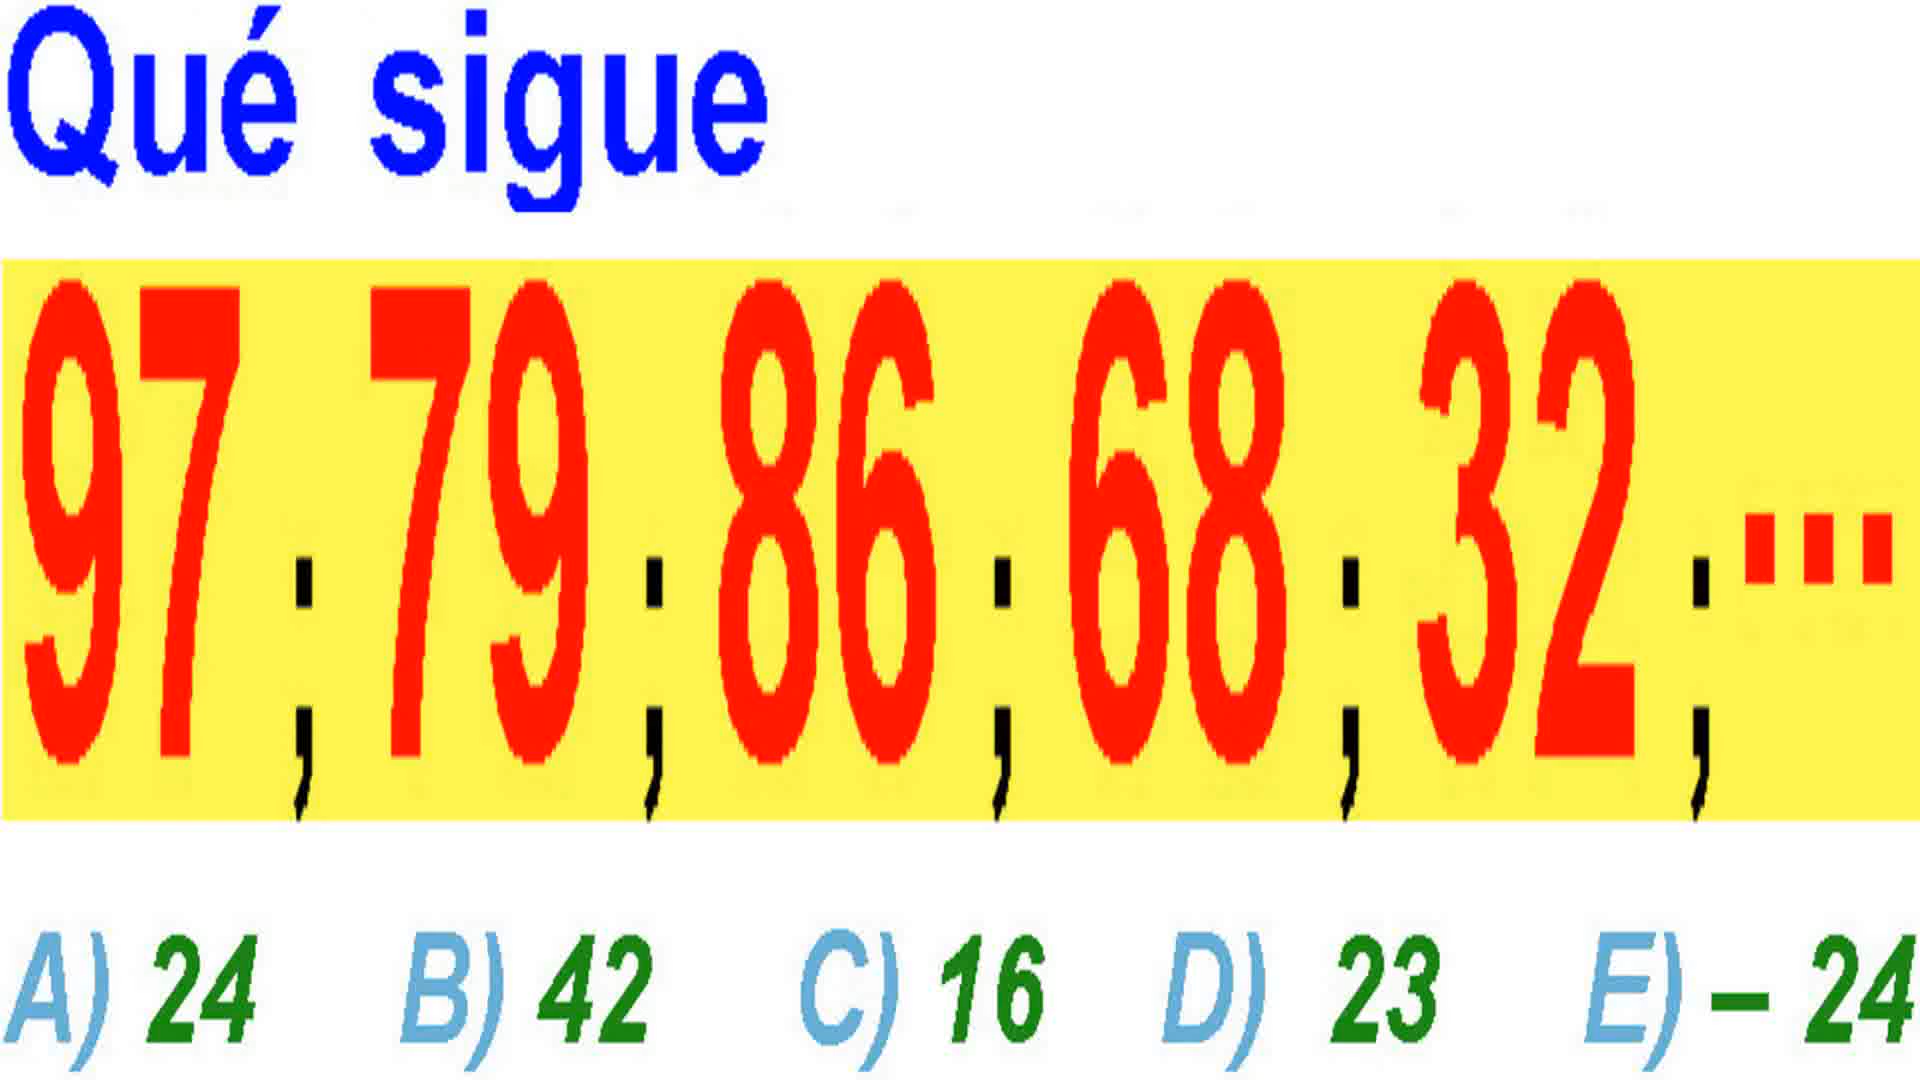 Qué sigue
97 ; 79 ; 86 ; 68 ; 32 ; ...
A) 24 B) 42 C) 16 D) 23 E) – 24